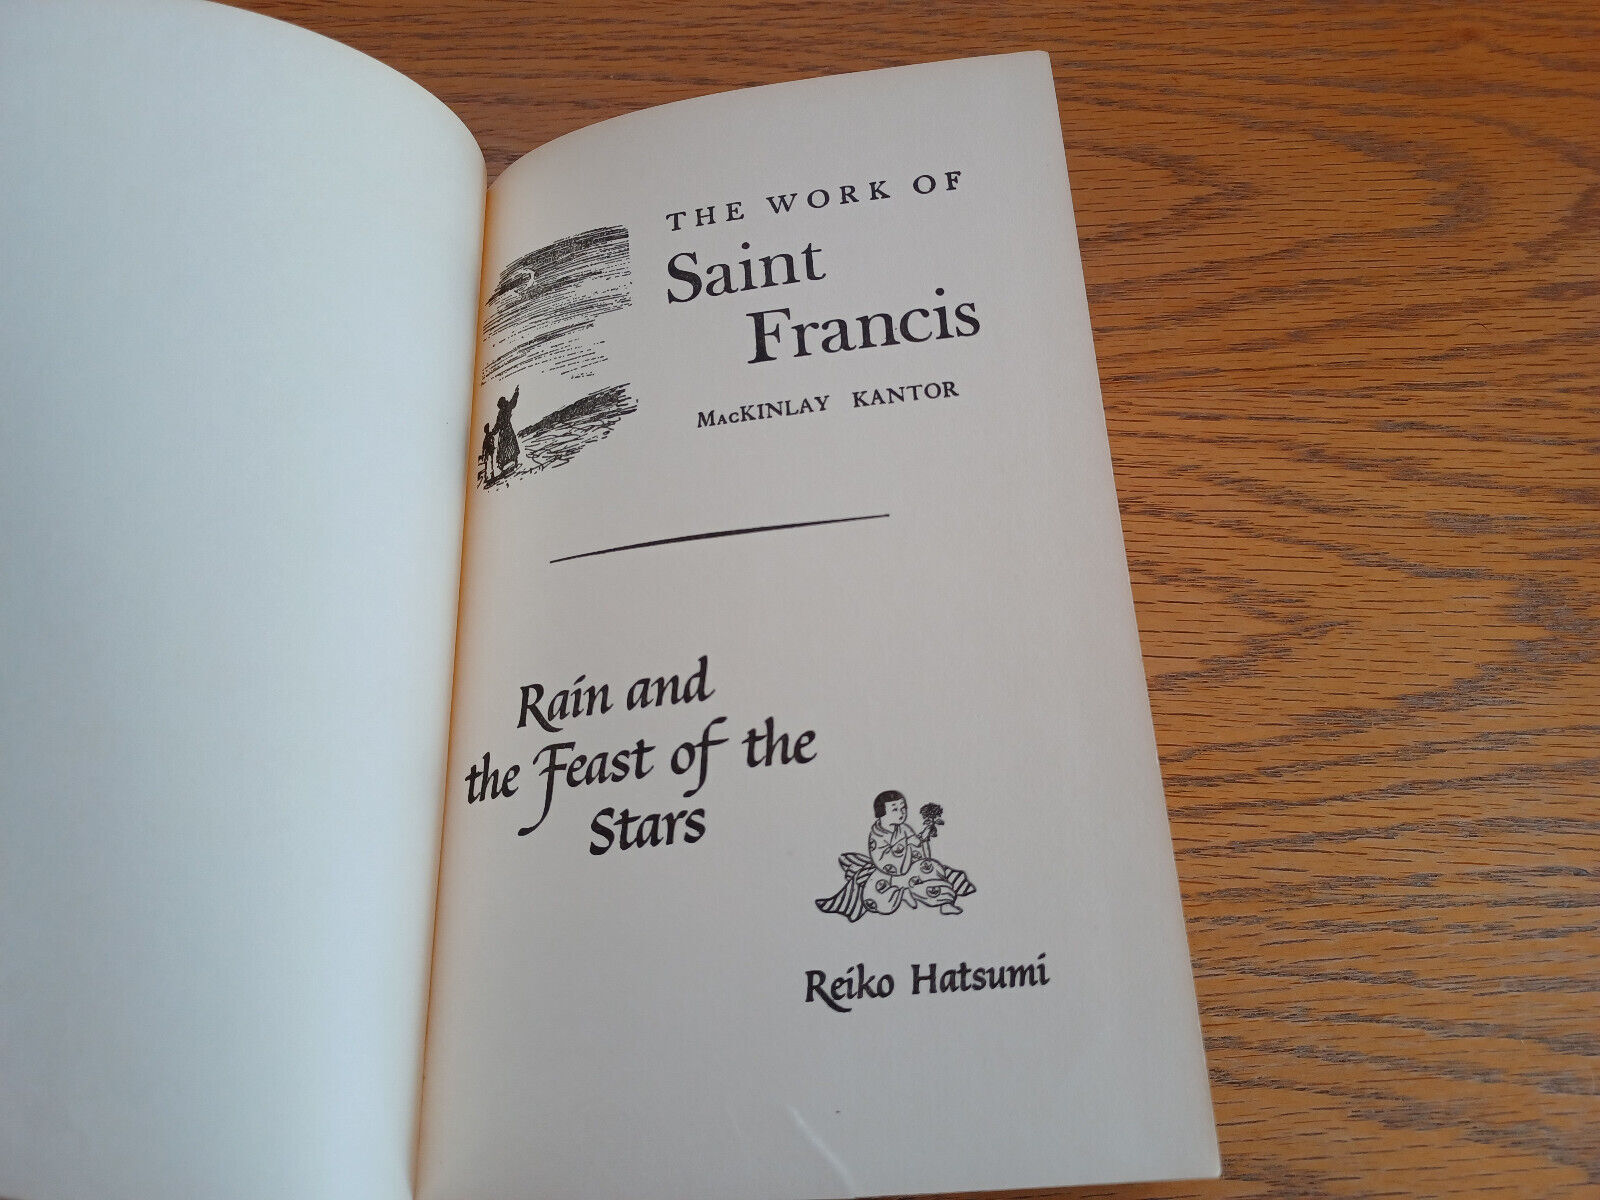 THE WORK OF
Saint
Francis
MacKINLAY KANTOR
Rain and
the Feast of the
Stars
Reiko Hatsumi